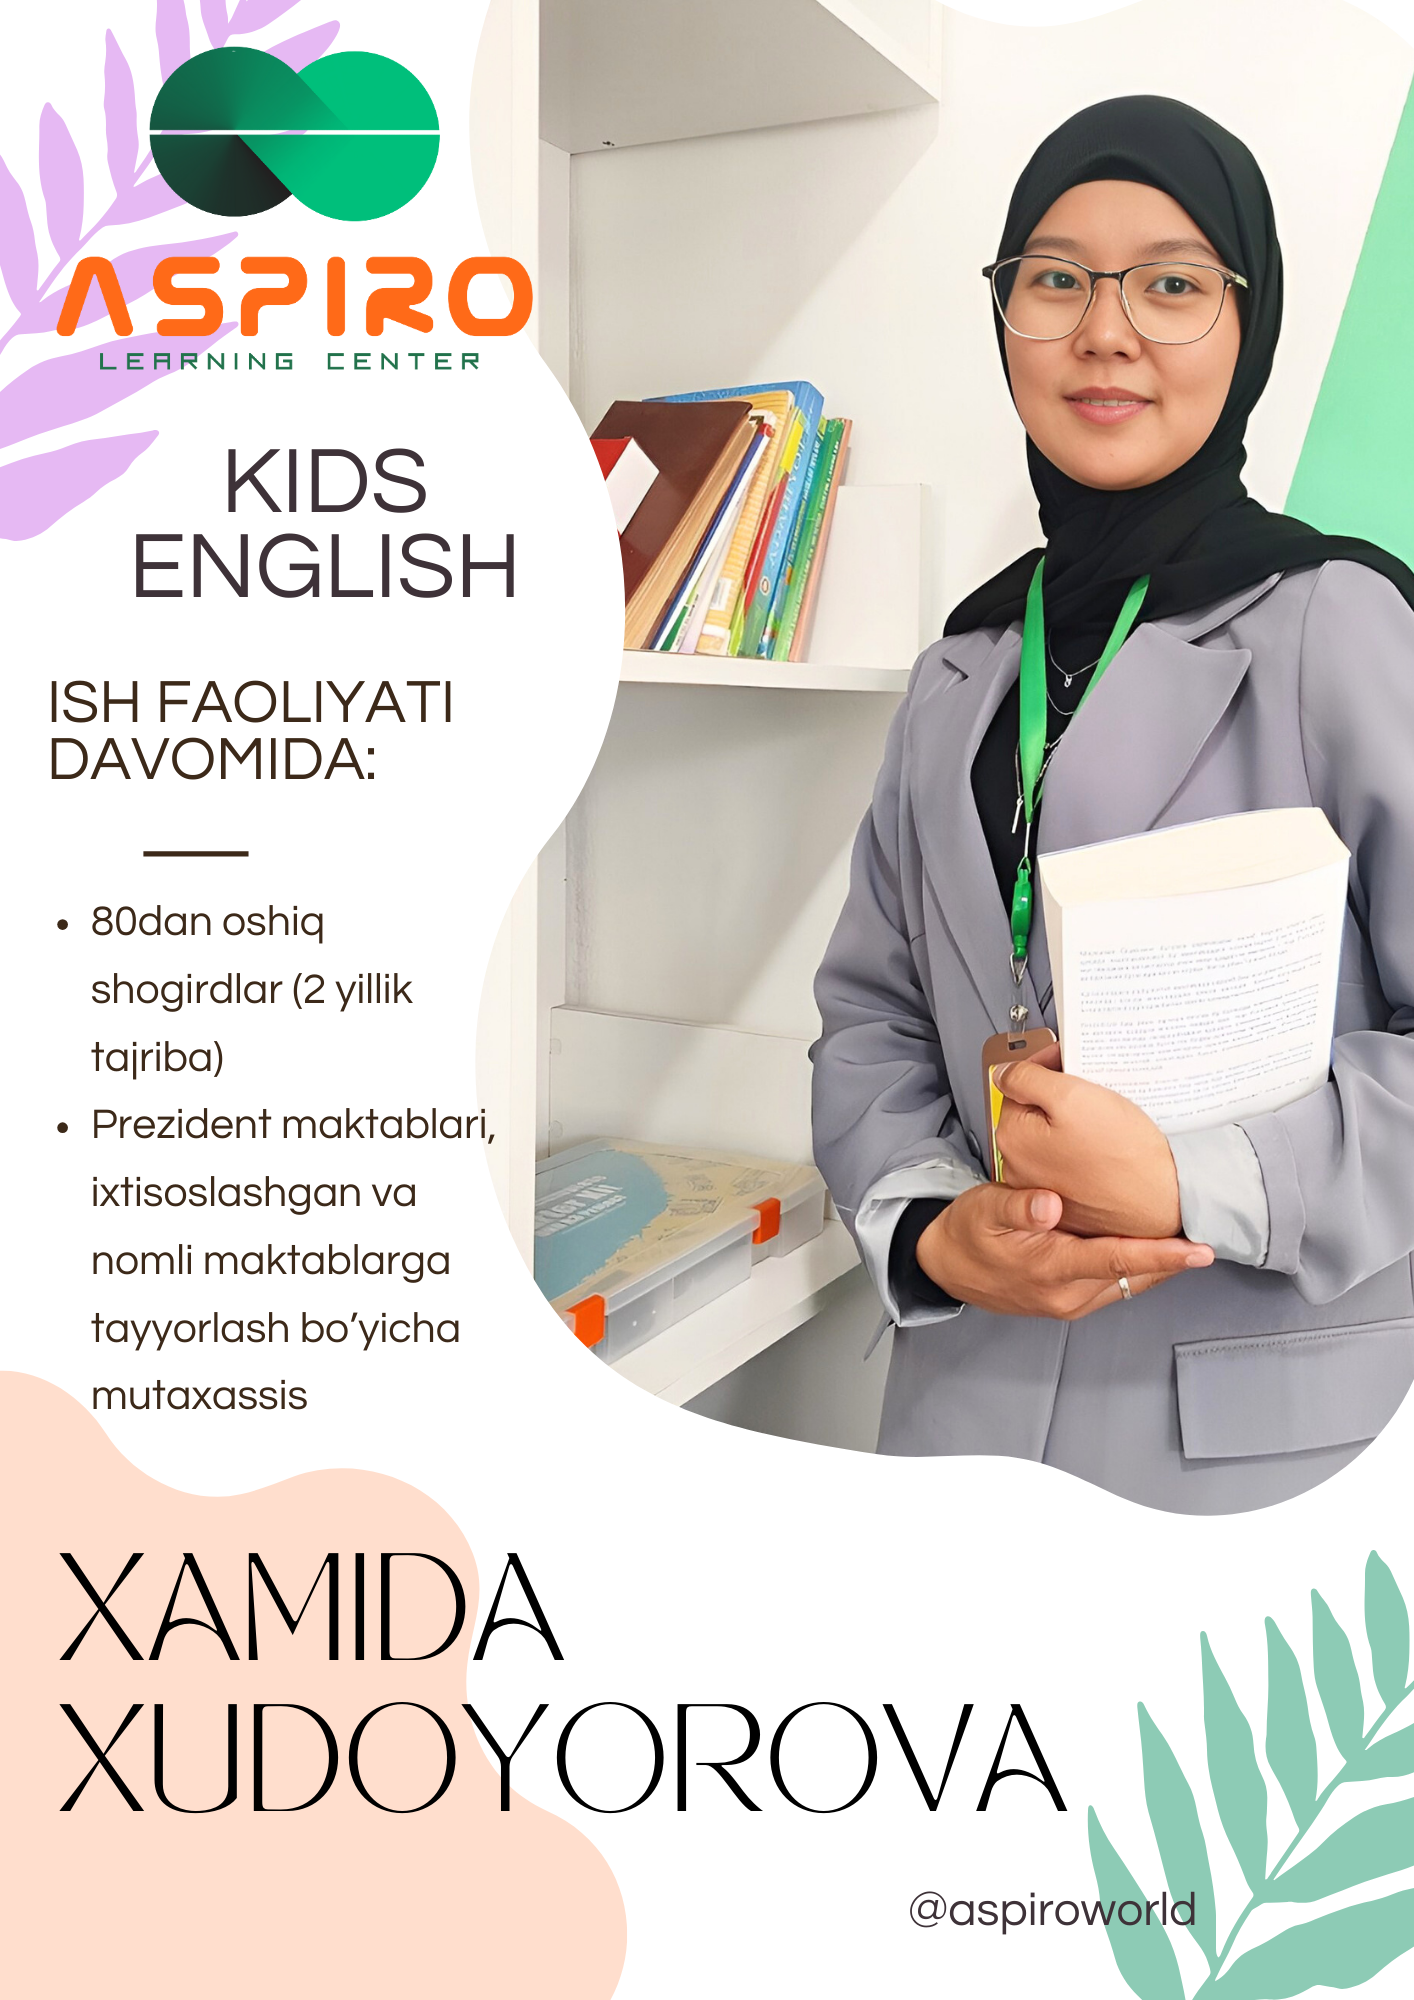 ASPIRO
LEARNING CENTER
KIDS
ENGLISH
ISH FAOLIYATI
DAVOMIDA:
• 80dan oshiq
shogirdlar (2 yillik
tajriba)
• Prezident maktablari,
ixtisoslashgan va
nomli maktablarga
tayyorlash bo’yicha
mutaxassis
XAMIDA
XUDOYOROVA
@aspiroworld